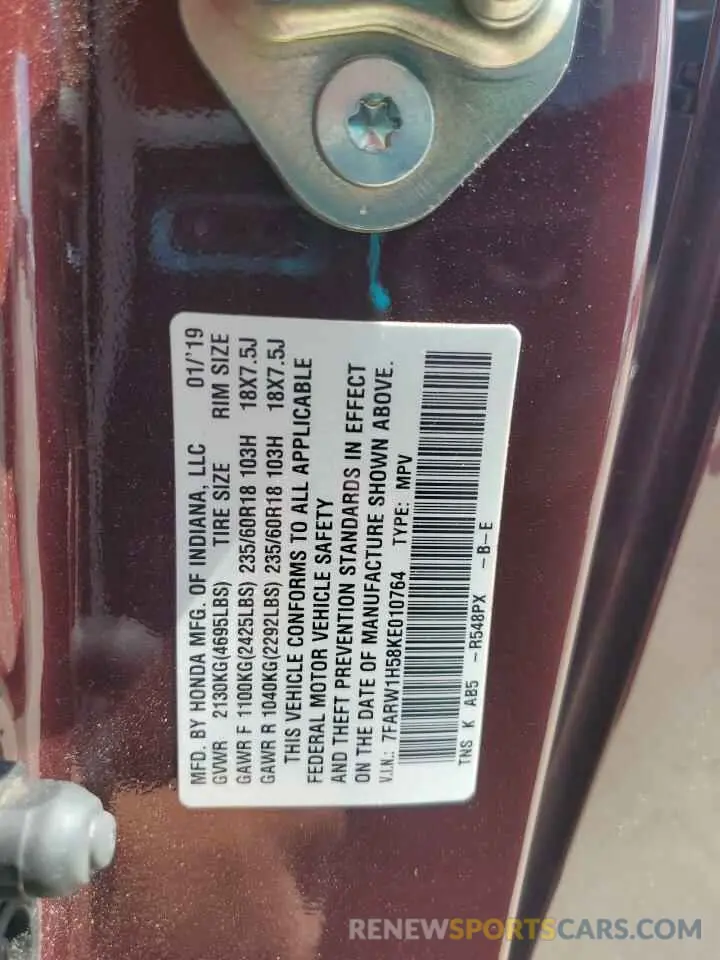 MFD. BY HONDA MFG. OF INDIANA, LLC 01/'19
GVWR 2130KG(4695LBS) TIRE SIZE RIM SIZE
GAWR F 1100KG(2425LBS) 235/60R18 103H 18X7.5J
GAWR R 1040KG(2292LBS) 235/60R18 103H 18X7.5J
THIS VEHICLE CONFORMS TO ALL APPLICABLE
FEDERAL MOTOR VEHICLE SAFETY
AND THEFT PREVENTION STANDARDS IN EFFECT
ON THE DATE OF MANUFACTURE SHOWN ABOVE.
V.I.N.: 7FARW1H58KE010764 TYPE: MPV
TNS K AB5 -R548PX -B-E
RENEWSPORTSCARS.COM